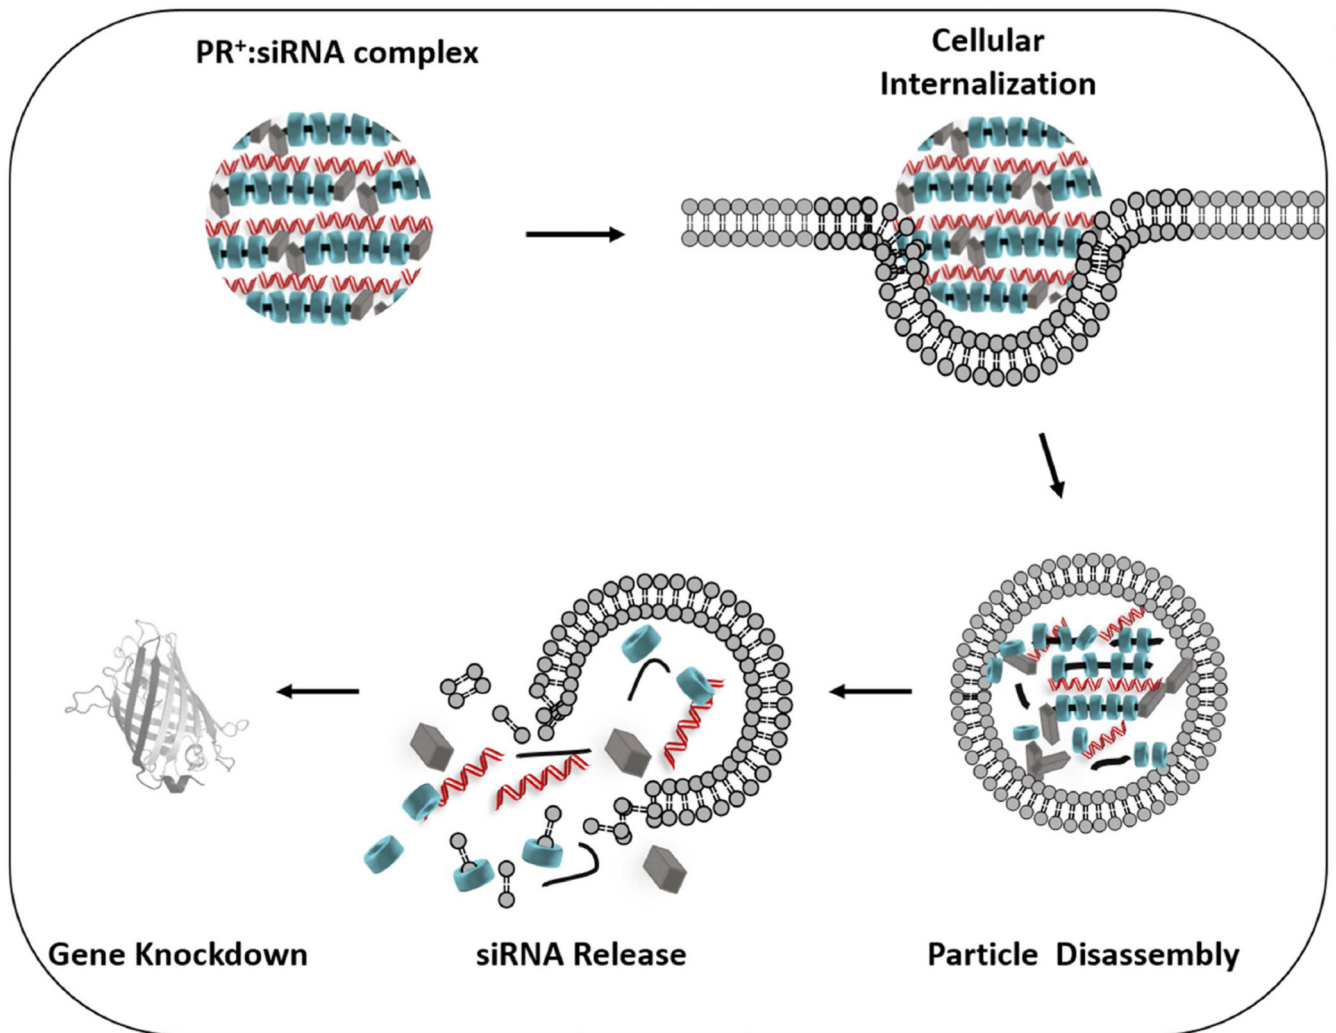 PR⁺:siRNA complex
Cellular
Internalization
Gene Knockdown
siRNA Release
Particle Disassembly